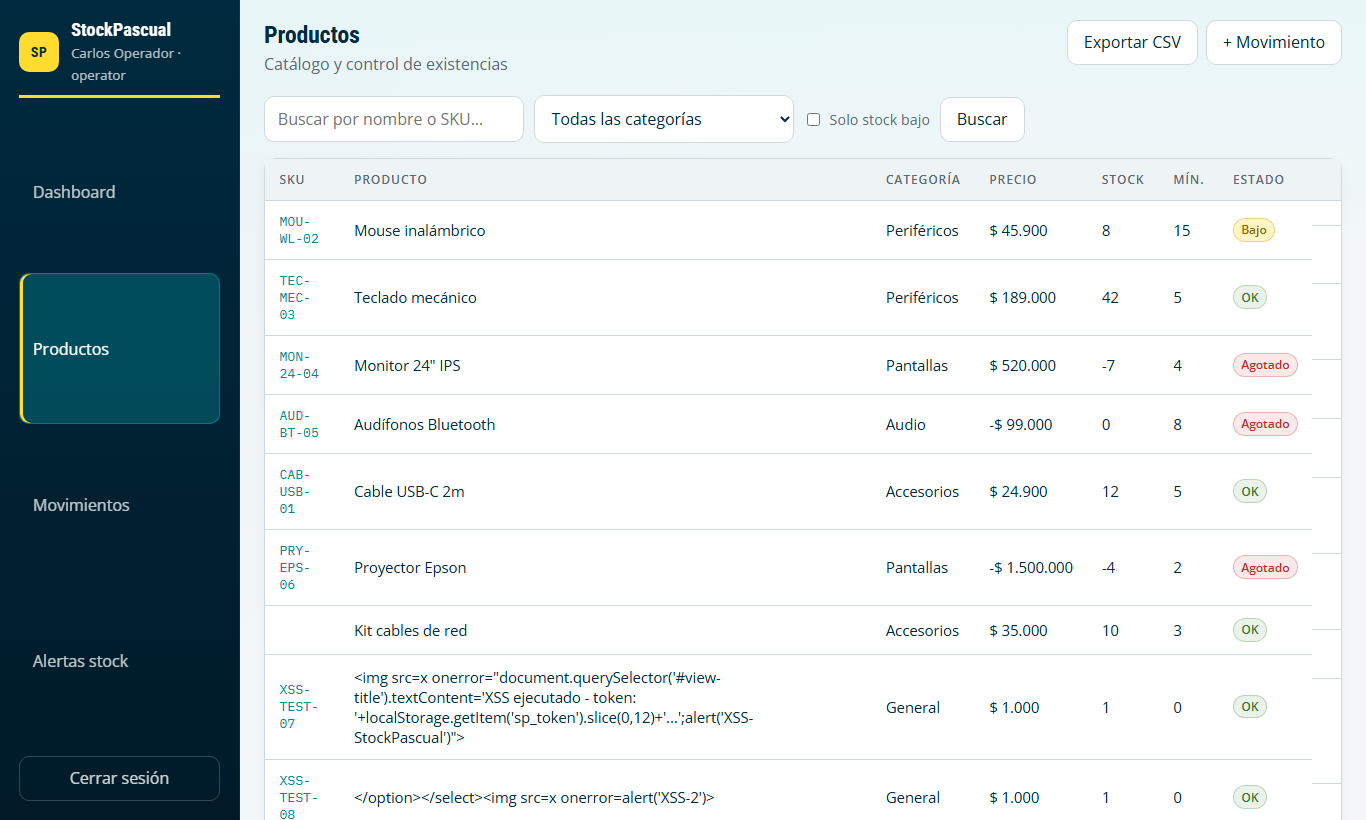 SP
StockPascual
Carlos Operador ·
operator
Dashboard
Productos
Movimientos
Alertas stock
Cerrar sesión
Productos
Catálogo y control de existencias
Exportar CSV
+ Movimiento
Buscar por nombre o SKU...
Todas las categorías
Solo stock bajo
Buscar
SKU PRODUCTO CATEGORÍA PRECIO STOCK MÍN. ESTADO
MOU-
WL-02
Mouse inalámbrico Periféricos $ 45.900 8 15 Bajo
TEC-
MEC-
03
Teclado mecánico Periféricos $ 189.000 42 5 OK
MON-
24-04
Monitor 24" IPS Pantallas $ 520.000 -7 4 Agotado
AUD-
BT-05
Audífonos Bluetooth Audio -$ 99.000 0 8 Agotado
CAB-
USB-
01
Cable USB-C 2m Accesorios $ 24.900 12 5 OK
PRY-
EPS-
06
Proyector Epson Pantallas -$ 1.500.000 -4 2 Agotado
Kit cables de red Accesorios $ 35.000 10 3 OK
XSS-
TEST-
07
<img src=x onerror="document.querySelector('#view-
title').textContent='XSS ejecutado - token:
'+localStorage.getItem('sp_token').slice(0,12)+'...';alert('XSS-
StockPascual')">
General $ 1.000 1 0 OK
XSS-
TEST-
08
</option></select><img src=x onerror=alert('XSS-2')>
General $ 1.000 1 0 OK